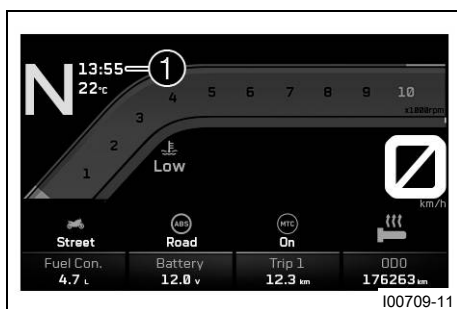 N 13:55 1
22°C
1 2 3 4 5 6 7 8 9 10
x1000rpm
Low
0
km/h
ABS MTC
Street Road On
Fuel Con. Battery Trip 1 ODO
4.7 L 12.0 V 12.3 km 176263 km
I00709-11